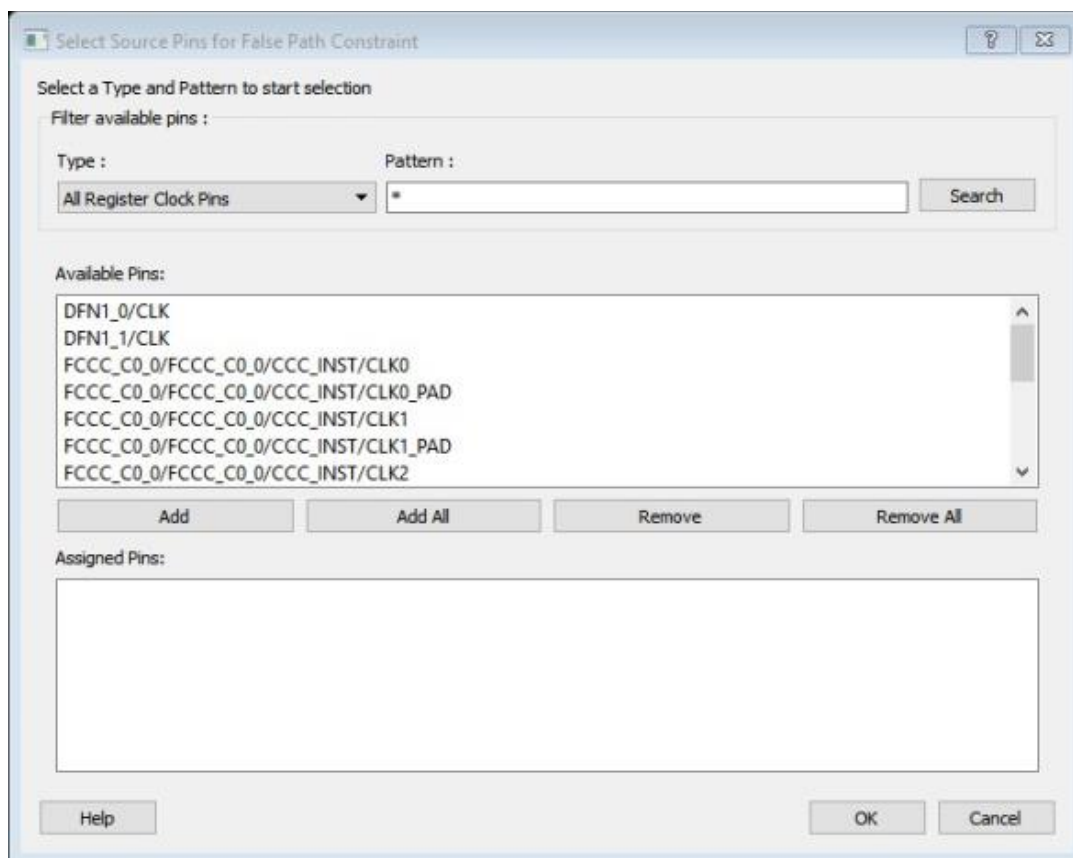 Select Source Pins for False Path Constraint
Select a Type and Pattern to start selection
Filter available pins :
Type : Pattern :
All Register Clock Pins * Search
Available Pins:
DFN1_0/CLK
DFN1_1/CLK
FCCC_C0_0/FCCC_C0_0/CCC_INST/CLK0
FCCC_C0_0/FCCC_C0_0/CCC_INST/CLK0_PAD
FCCC_C0_0/FCCC_C0_0/CCC_INST/CLK1
FCCC_C0_0/FCCC_C0_0/CCC_INST/CLK1_PAD
FCCC_C0_0/FCCC_C0_0/CCC_INST/CLK2
Add Add All Remove Remove All
Assigned Pins:
Help OK Cancel